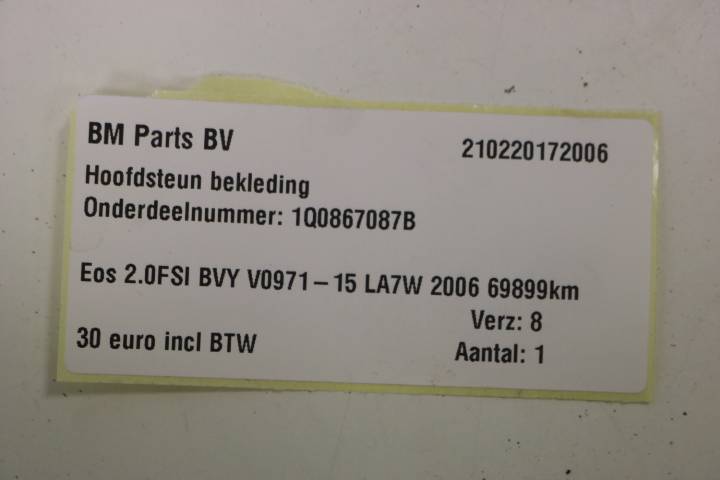 BM Parts BV 210220172006
Hoofdsteun bekleding
Onderdeelnummer: 1Q0867087B
Eos 2.0FSI BVY V0971-15 LA7W 2006 69899km
Verz: 8
30 euro incl BTW
Aantal: 1